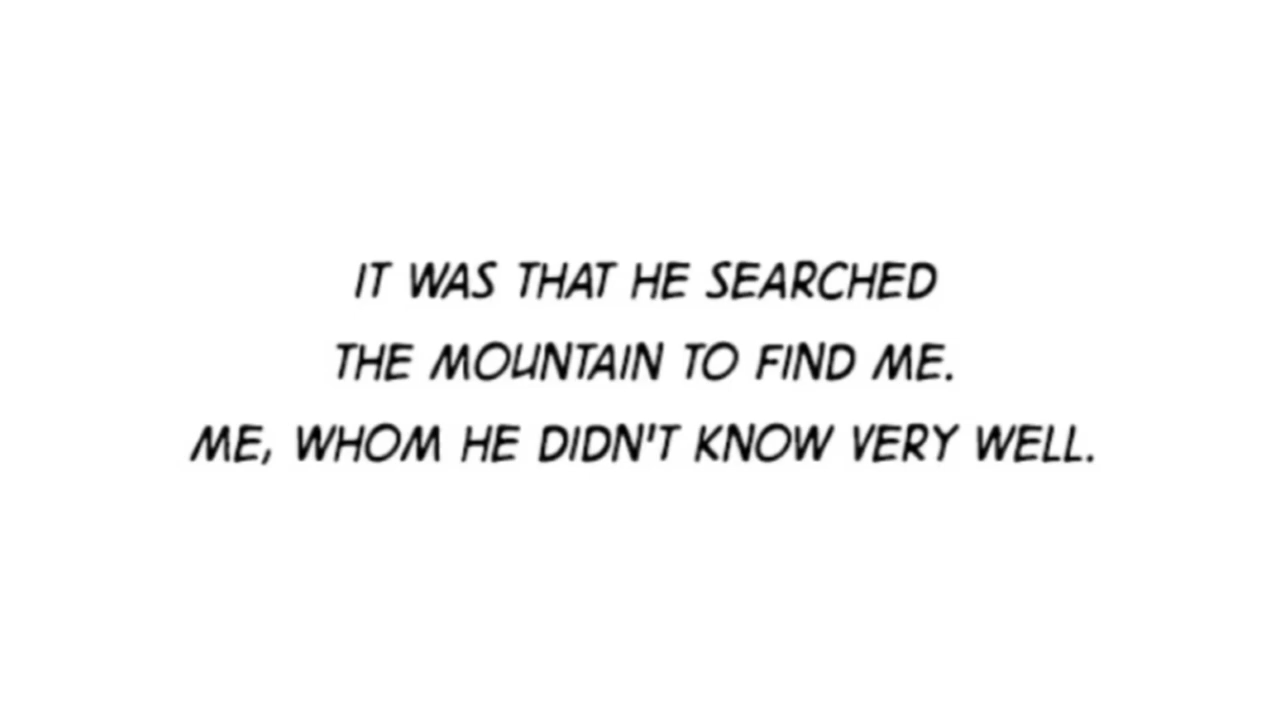 IT WAS THAT HE SEARCHED
THE MOUNTAIN TO FIND ME.
ME, WHOM HE DIDN'T KNOW VERY WELL.